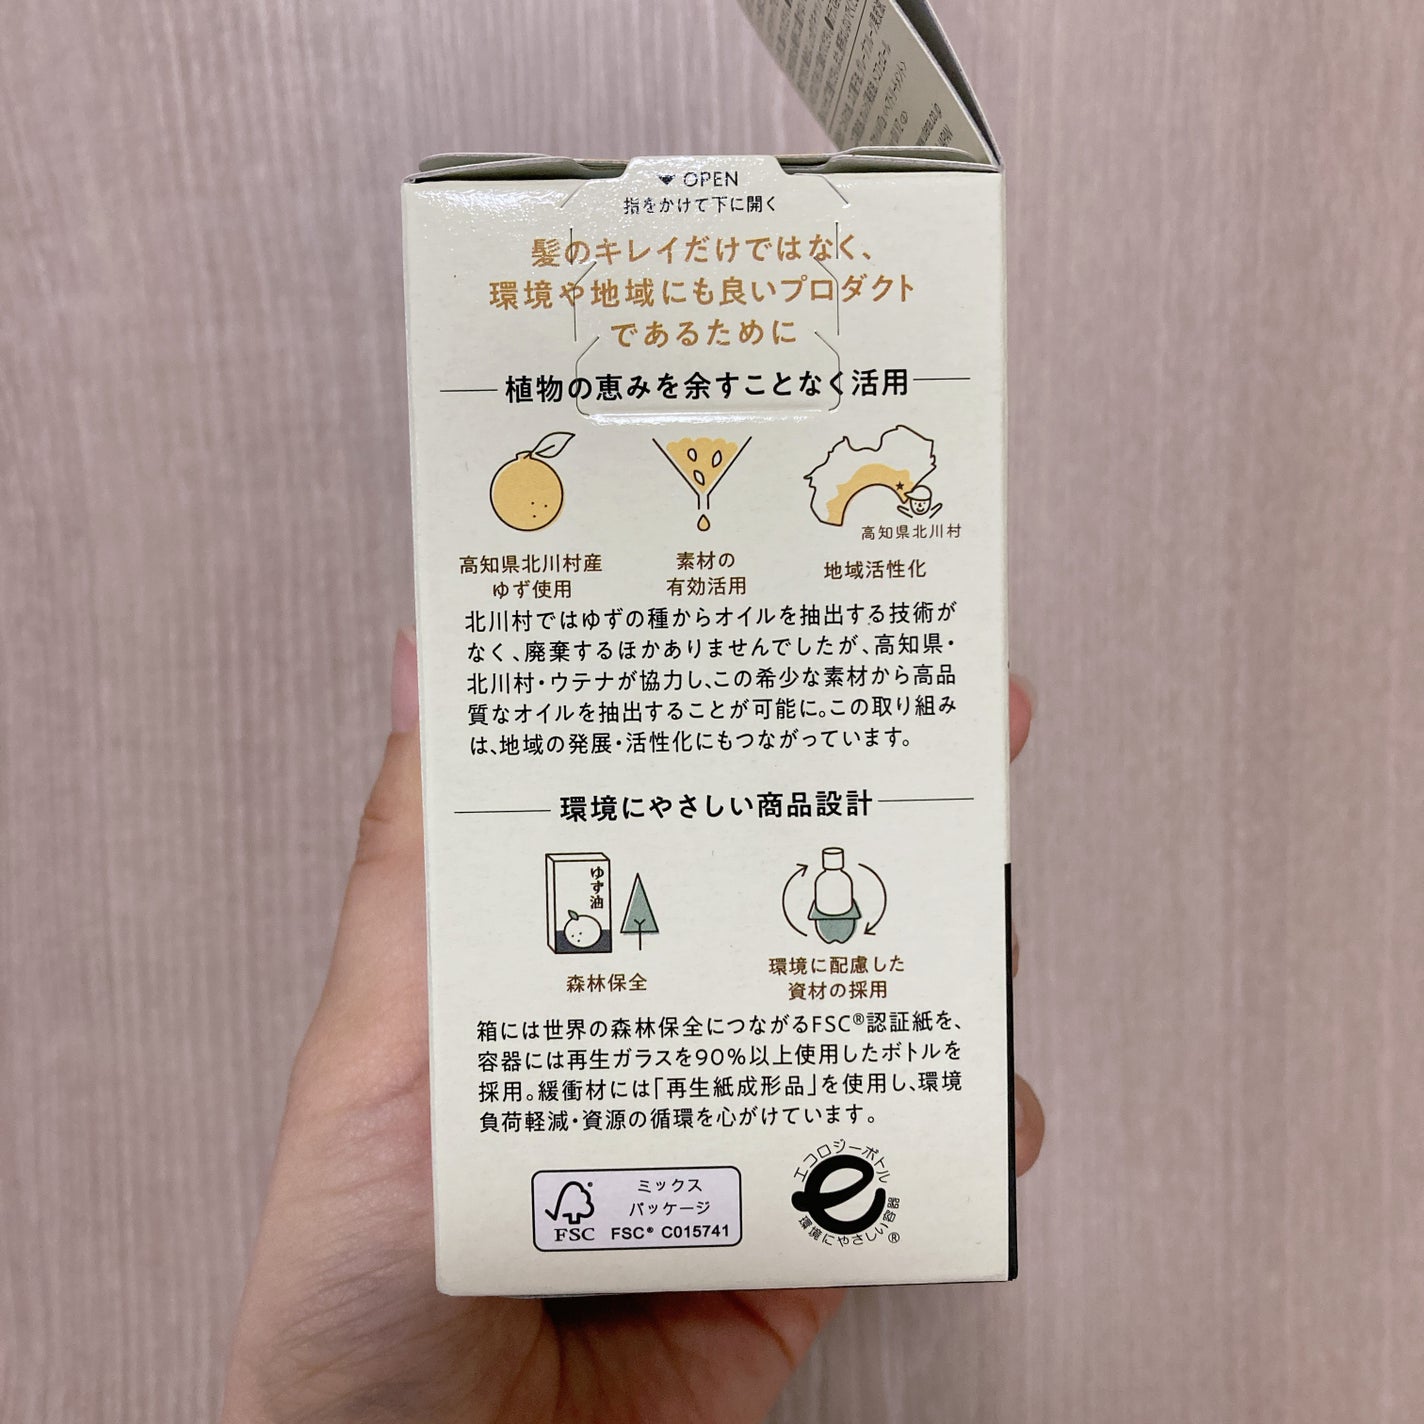 OPEN
指をかけて下に開く
髪のキレイだけではなく、
環境や地域にも良いプロダクト
であるために
植物の恵みを余すことなく活用
高知県北川村
高知県北川村産
ゆず使用
素材の
有効活用
地域活性化
北川村ではゆずの種からオイルを抽出する技術が
なく、廃棄するほかありませんでしたが、高知県・
北川村・ウテナが協力し、この希少な素材から高品
質なオイルを抽出することが可能に。この取り組み
は、地域の発展・活性化にもつながっています。
環境にやさしい商品設計
ゆず油
森林保全
環境に配慮した
資材の採用
箱には世界の森林保全につながるFSC®認証紙を、
容器には再生ガラスを90%以上使用したボトルを
採用。緩衝材には「再生紙成形品」を使用し、環境
負荷軽減・資源の循環を心がけています。
FSC
ミックス
パッケージ
FSC® C015741
エコロジーボトル
e
環境にやさしい容器®